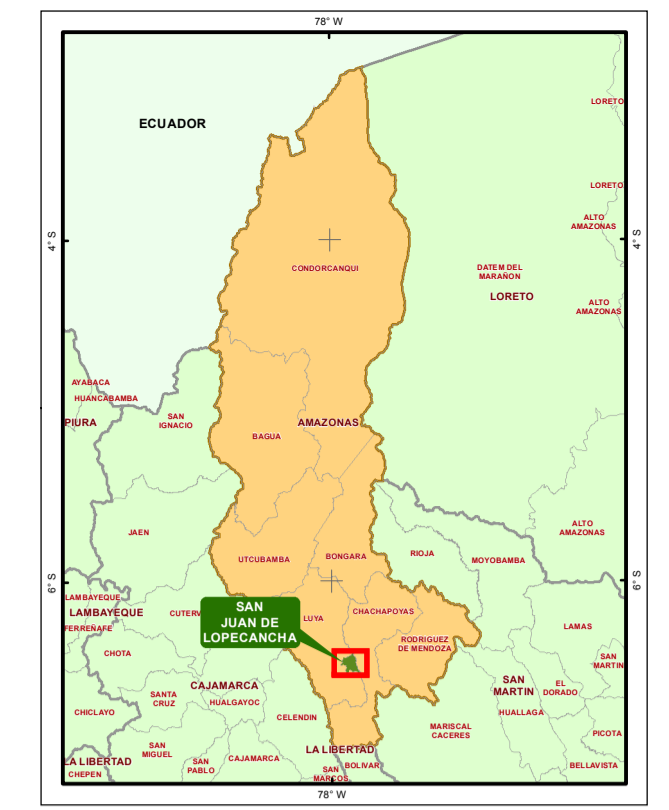 78° W
ECUADOR
LORETO
LORETO
ALTO
AMAZONAS
4° S
4° S
CONDORCANQUI
DATEM DEL
MARAÑON
LORETO
ALTO
AMAZONAS
AYABACA
HUANCABAMBA
PIURA
SAN
IGNACIO
AMAZONAS
BAGUA
JAEN
ALTO
AMAZONAS
UTCUBAMBA
BONGARA
RIOJA
MOYOBAMBA
6° S
6° S
LAMBAYEQUE
LAMBAYEQUE
FERREÑAFE
CUTERV
SAN
JUAN DE
LOPECANCHA
LUYA
CHACHAPOYAS
RODRIGUEZ
DE MENDOZA
LAMAS
CHOTA
SAN
MARTIN
CAJAMARCA
SANTA
CRUZ
HUALGAYOC
SAN
MARTIN
EL
DORADO
CHICLAYO
CELENDIN
HUALLAGA
MARISCAL
CACERES
PICOTA
SAN
MIGUEL
LA LIBERTAD
LA LIBERTAD
CHEPEN
SAN
PABLO
CAJAMARCA
SAN
MARCOS
BOLIVAR
BELLAVISTA
78° W